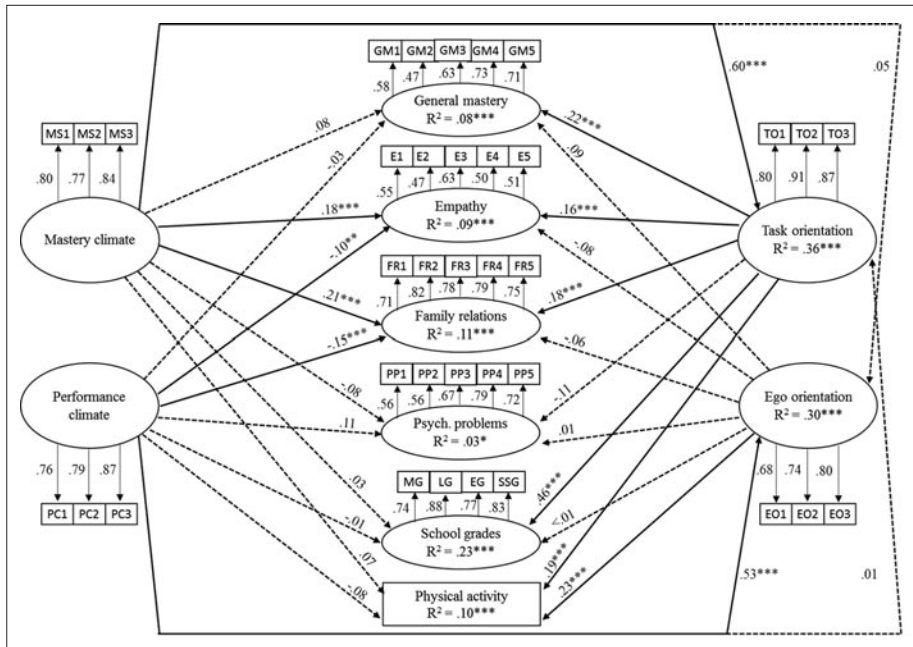 GM1 GM2 GM3 GM4 GM5
.58 .47 .63 .73 .71
General mastery
R² = .08***
.60***
.05
MS1 MS2 MS3
.80 .77 .84
Mastery climate
.08
-.03
.22***
.09
TO1 TO2 TO3
.80 .91 .87
Task orientation
R² = .36***
E1 E2 E3 E4 E5
.55 .47 .63 .50 .51
Empathy
R² = .09***
.18***
-.10**
.16***
-.08
FR1 FR2 FR3 FR4 FR5
.71 .82 .78 .79 .75
Family relations
R² = .11***
.21***
-.15***
.18***
-.06
PP1 PP2 PP3 PP4 PP5
.56 .56 .67 .79 .72
Psych. problems
R² = .03*
-.08
.11
-.11
.01
Performance
climate
.76 .79 .87
PC1 PC2 PC3
Ego orientation
R² = .30***
.68 .74 .80
EO1 EO2 EO3
MG LG EG SSG
.74 .88 .77 .83
School grades
R² = .23***
.03
-.01
.46***
<.01
Physical activity
R² = .10***
.07
-.08
.19***
.23***
.53***
.01